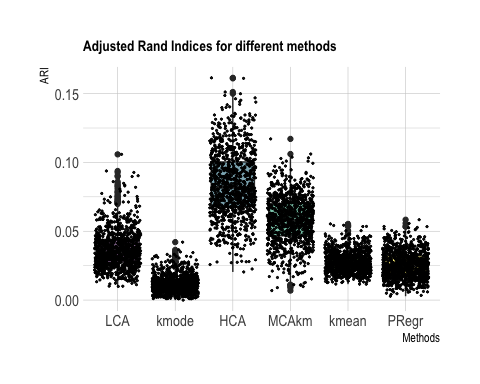 Adjusted Rand Indices for different methods
ARI
0.15
0.10
0.05
0.00
LCA kmode HCA MCAkm kmean PRegr
Methods